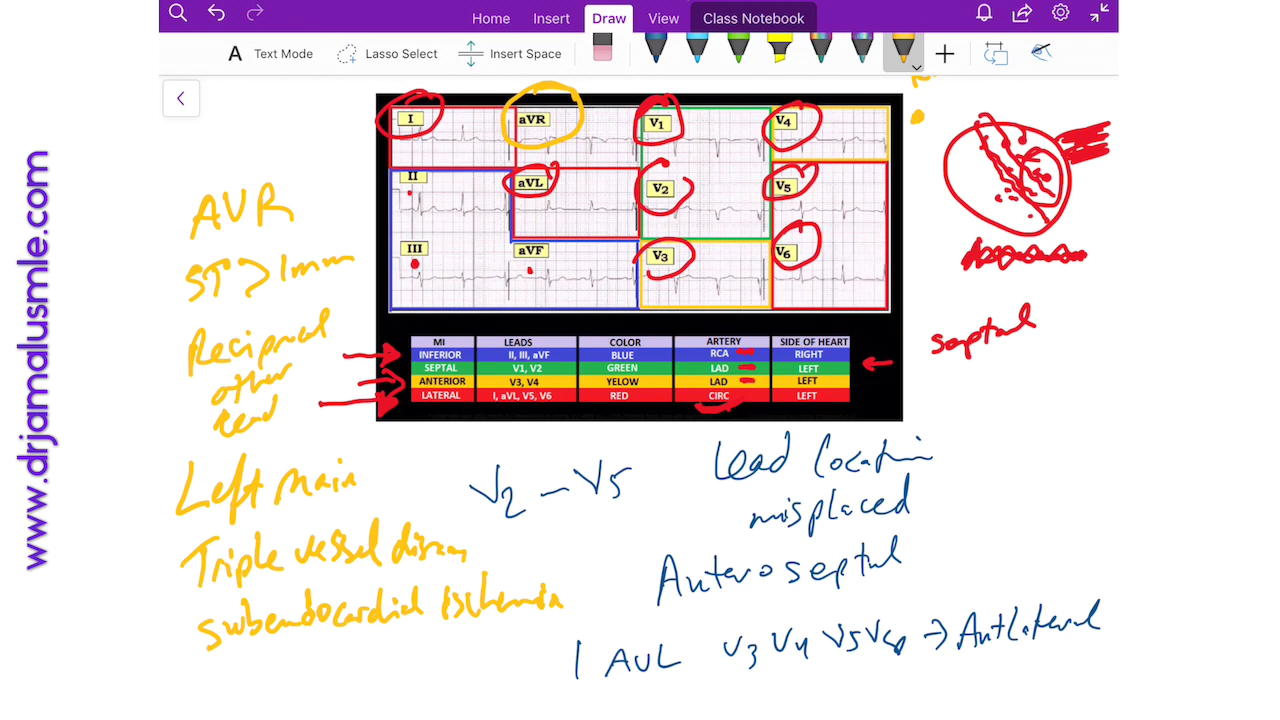 Home Insert Draw View Class Notebook
A Text Mode Lasso Select Insert Space
www.drjamalusmle.com
I aVR V1 V4
II aVL V2 V5
III aVF V3 V6
MI LEADS COLOR ARTERY SIDE OF HEART
INFERIOR II, III, aVF BLUE RCA RIGHT
SEPTAL V1, V2 GREEN LAD LEFT
ANTERIOR V3, V4 YELOW LAD LEFT
LATERAL I, aVL, V5, V6 RED CIRC LEFT
AVR
ST > 1mm
Reciprocal
other
lead
Left main
Triple vessel disease
subendocardial ischemia
septal
V2 - V5
Lead location
misplaced
Anteroseptal
I AVL V3 V4 V5 V6 → Antlateral